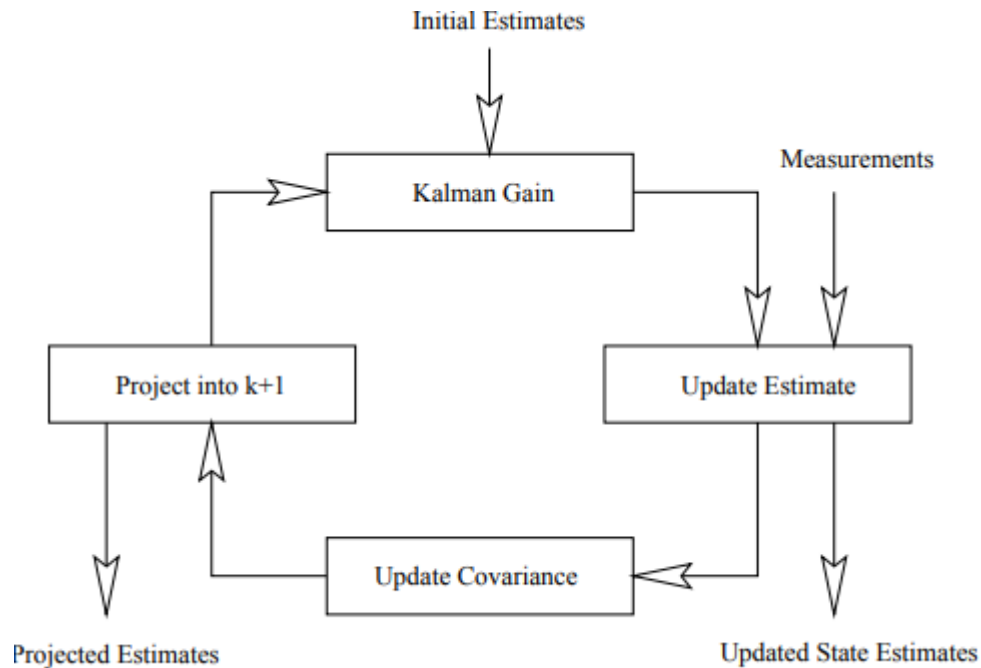 Initial Estimates
Measurements
Kalman Gain
Project into k+1
Update Estimate
Update Covariance
Projected Estimates
Updated State Estimates